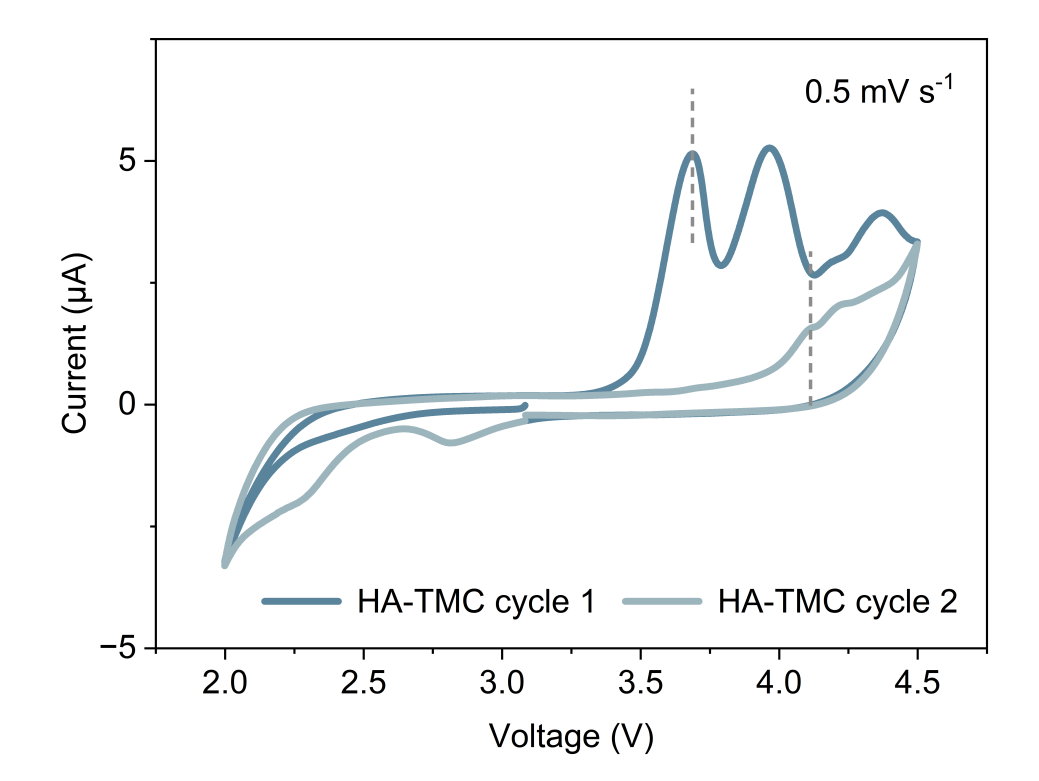 0.5 mV s⁻¹
5
0
−5
Current (µA)
HA-TMC cycle 1 HA-TMC cycle 2
2.0 2.5 3.0 3.5 4.0 4.5
Voltage (V)